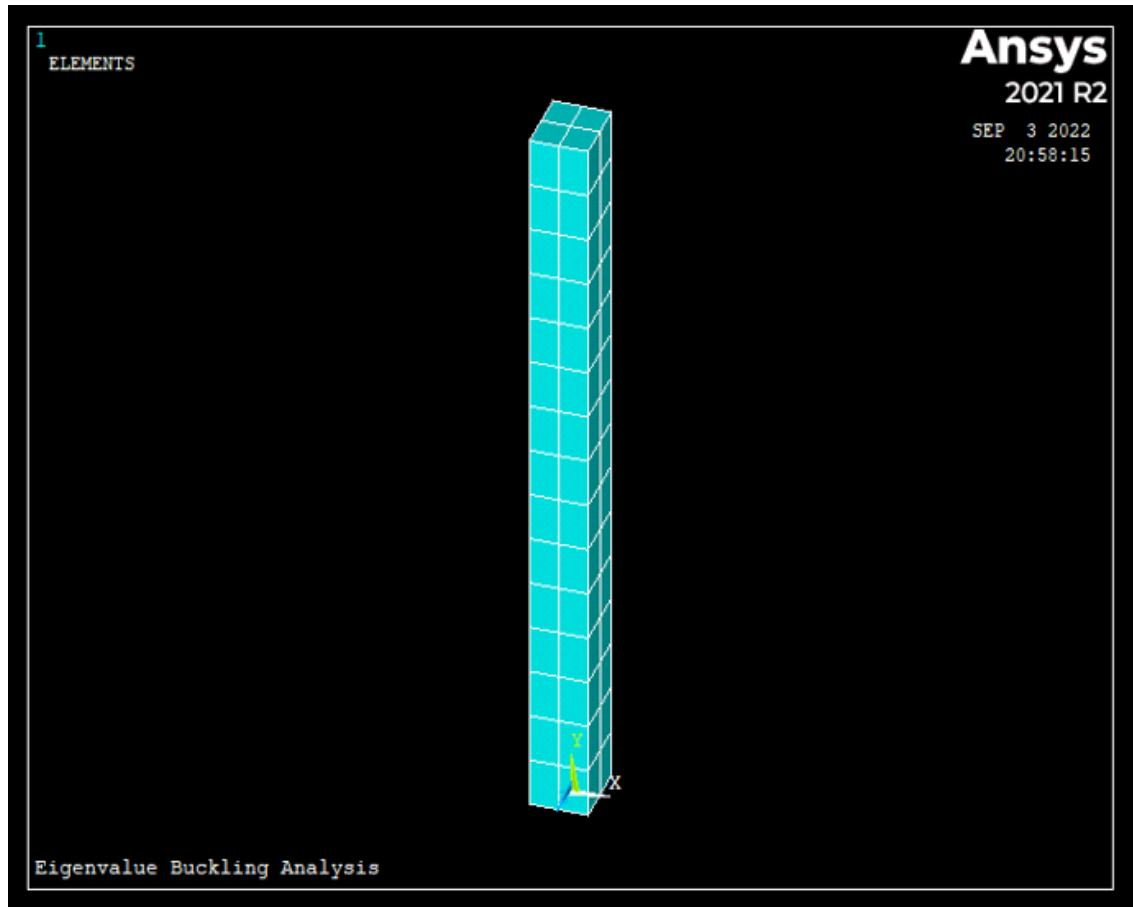 1
ELEMENTS
Ansys
2021 R2
SEP 3 2022
20:58:15
Y
X
Eigenvalue Buckling Analysis